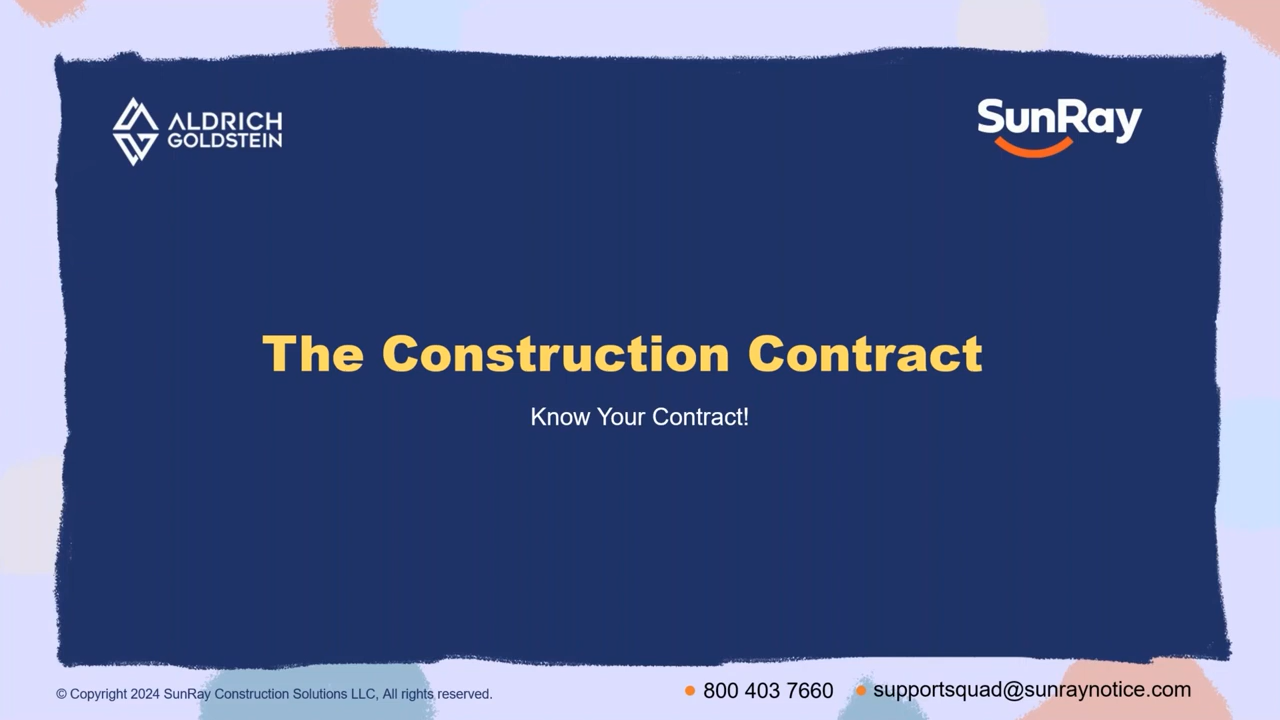 ALDRICH
GOLDSTEIN
SunRay
The Construction Contract
Know Your Contract!
© Copyright 2024 SunRay Construction Solutions LLC, All rights reserved.
800 403 7660
supportsquad@sunraynotice.com